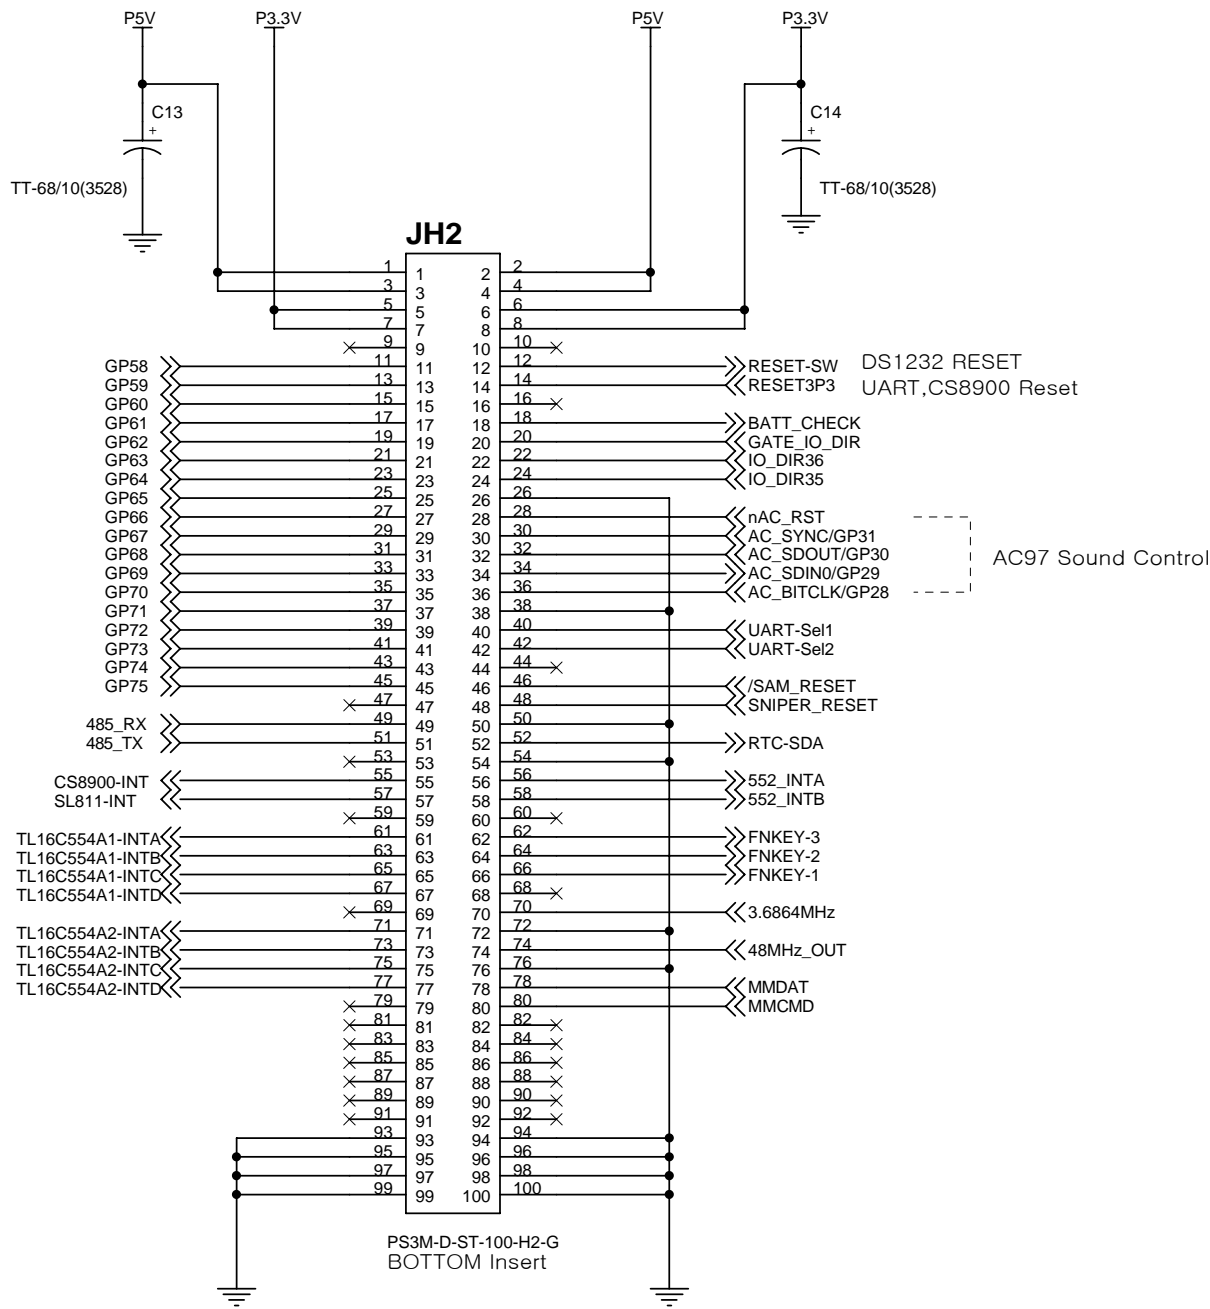 P5V P3.3V P5V P3.3V
C13 + C14 +
TT-68/10(3528) TT-68/10(3528)
JH2
1 1 2 2
3 3 4 4
5 5 6 6
7 7 8 8
9 9 10 10
GP58 11 11 12 12 RESET-SW DS1232 RESET
GP59 13 13 14 14 RESET3P3 UART,CS8900 Reset
GP60 15 15 16 16
GP61 17 17 18 18 BATT_CHECK
GP62 19 19 20 20 GATE_IO_DIR
GP63 21 21 22 22 IO_DIR36
GP64 23 23 24 24 IO_DIR35
GP65 25 25 26 26
GP66 27 27 28 28 nAC_RST
GP67 29 29 30 30 AC_SYNC/GP31
GP68 31 31 32 32 AC_SDOUT/GP30 AC97 Sound Control
GP69 33 33 34 34 AC_SDIN0/GP29
GP70 35 35 36 36 AC_BITCLK/GP28
GP71 37 37 38 38
GP72 39 39 40 40 UART-Sel1
GP73 41 41 42 42 UART-Sel2
GP74 43 43 44 44
GP75 45 45 46 46 /SAM_RESET
47 47 48 48 SNIPER_RESET
485_RX 49 49 50 50
485_TX 51 51 52 52 RTC-SDA
53 53 54 54
CS8900-INT 55 55 56 56 552_INTA
SL811-INT 57 57 58 58 552_INTB
59 59 60 60
TL16C554A1-INTA 61 61 62 62 FNKEY-3
TL16C554A1-INTB 63 63 64 64 FNKEY-2
TL16C554A1-INTC 65 65 66 66 FNKEY-1
TL16C554A1-INTD 67 67 68 68
69 69 70 70 3.6864MHz
TL16C554A2-INTA 71 71 72 72
TL16C554A2-INTB 73 73 74 74 48MHz_OUT
TL16C554A2-INTC 75 75 76 76
TL16C554A2-INTD 77 77 78 78 MMDAT
79 79 80 80 MMCMD
81 81 82 82
83 83 84 84
85 85 86 86
87 87 88 88
89 89 90 90
91 91 92 92
93 93 94 94
95 95 96 96
97 97 98 98
99 99 100 100
PS3M-D-ST-100-H2-G
BOTTOM Insert